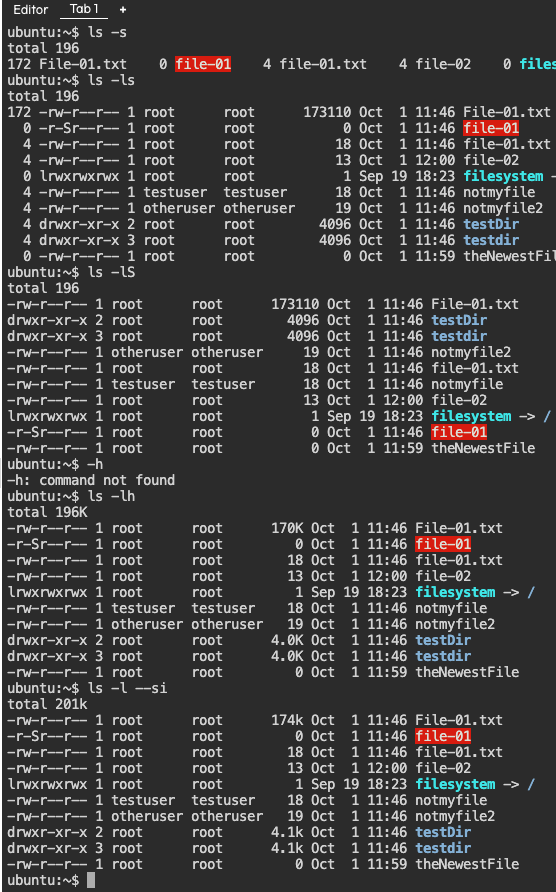 Editor Tab 1 +
ubuntu:~$ ls -s
total 196
172 File-01.txt    0 file-01    4 file-01.txt    4 file-02    0 files
ubuntu:~$ ls -ls
total 196
172 -rw-r--r-- 1 root      root      173110 Oct  1 11:46 File-01.txt
  0 -r-Sr--r-- 1 root      root           0 Oct  1 11:46 file-01
  4 -rw-r--r-- 1 root      root          18 Oct  1 11:46 file-01.txt
  4 -rw-r--r-- 1 root      root          13 Oct  1 12:00 file-02
  0 lrwxrwxrwx 1 root      root           1 Sep 19 18:23 filesystem -
  4 -rw-r--r-- 1 testuser  testuser      18 Oct  1 11:46 notmyfile
  4 -rw-r--r-- 1 otheruser otheruser     19 Oct  1 11:46 notmyfile2
  4 drwxr-xr-x 2 root      root        4096 Oct  1 11:46 testDir
  4 drwxr-xr-x 3 root      root        4096 Oct  1 11:46 testdir
  0 -rw-r--r-- 1 root      root           0 Oct  1 11:59 theNewestFil
ubuntu:~$ ls -lS
total 196
-rw-r--r-- 1 root      root      173110 Oct  1 11:46 File-01.txt
drwxr-xr-x 2 root      root        4096 Oct  1 11:46 testDir
drwxr-xr-x 3 root      root        4096 Oct  1 11:46 testdir
-rw-r--r-- 1 otheruser otheruser     19 Oct  1 11:46 notmyfile2
-rw-r--r-- 1 root      root          18 Oct  1 11:46 file-01.txt
-rw-r--r-- 1 testuser  testuser      18 Oct  1 11:46 notmyfile
-rw-r--r-- 1 root      root          13 Oct  1 12:00 file-02
lrwxrwxrwx 1 root      root           1 Sep 19 18:23 filesystem -> /
-r-Sr--r-- 1 root      root           0 Oct  1 11:46 file-01
-rw-r--r-- 1 root      root           0 Oct  1 11:59 theNewestFile
ubuntu:~$ -h
-h: command not found
ubuntu:~$ ls -lh
total 196K
-rw-r--r-- 1 root      root      170K Oct  1 11:46 File-01.txt
-r-Sr--r-- 1 root      root         0 Oct  1 11:46 file-01
-rw-r--r-- 1 root      root        18 Oct  1 11:46 file-01.txt
-rw-r--r-- 1 root      root        13 Oct  1 12:00 file-02
lrwxrwxrwx 1 root      root         1 Sep 19 18:23 filesystem -> /
-rw-r--r-- 1 testuser  testuser    18 Oct  1 11:46 notmyfile
-rw-r--r-- 1 otheruser otheruser   19 Oct  1 11:46 notmyfile2
drwxr-xr-x 2 root      root      4.0K Oct  1 11:46 testDir
drwxr-xr-x 3 root      root      4.0K Oct  1 11:46 testdir
-rw-r--r-- 1 root      root         0 Oct  1 11:59 theNewestFile
ubuntu:~$ ls -l --si
total 201k
-rw-r--r-- 1 root      root      174k Oct  1 11:46 File-01.txt
-r-Sr--r-- 1 root      root         0 Oct  1 11:46 file-01
-rw-r--r-- 1 root      root        18 Oct  1 11:46 file-01.txt
-rw-r--r-- 1 root      root        13 Oct  1 12:00 file-02
lrwxrwxrwx 1 root      root         1 Sep 19 18:23 filesystem -> /
-rw-r--r-- 1 testuser  testuser    18 Oct  1 11:46 notmyfile
-rw-r--r-- 1 otheruser otheruser   19 Oct  1 11:46 notmyfile2
drwxr-xr-x 2 root      root      4.1k Oct  1 11:46 testDir
drwxr-xr-x 3 root      root      4.1k Oct  1 11:46 testdir
-rw-r--r-- 1 root      root         0 Oct  1 11:59 theNewestFile
ubuntu:~$